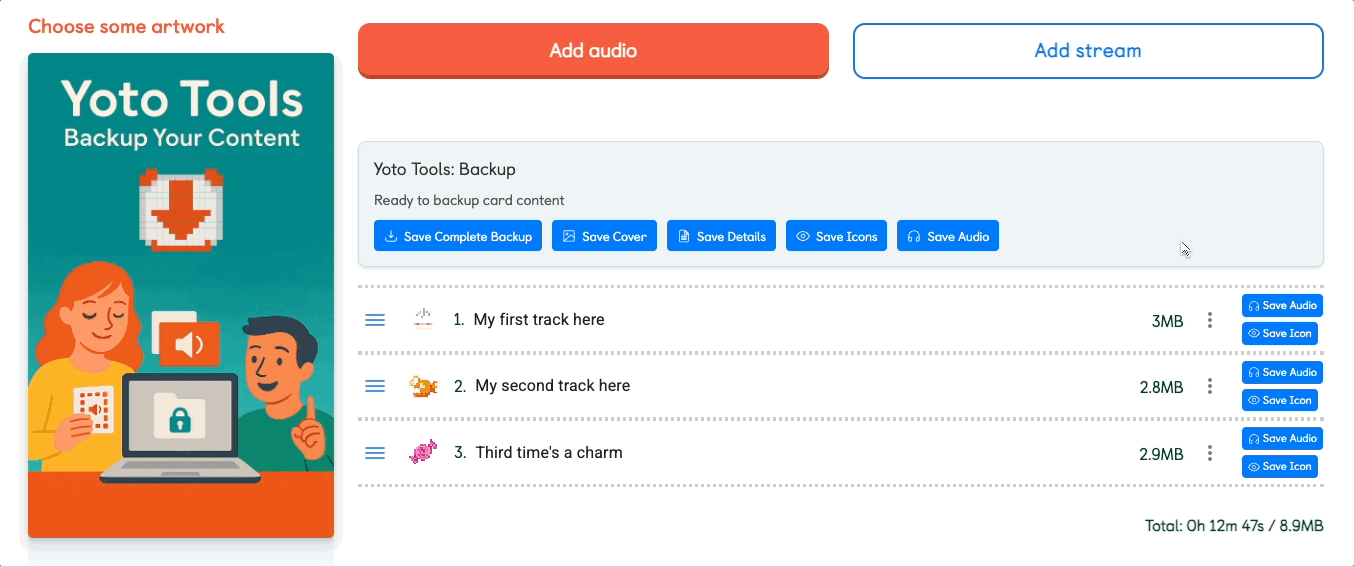 Choose some artwork
Yoto Tools
Backup Your Content
Add audio
Add stream
Yoto Tools: Backup
Ready to backup card content
Save Complete Backup
Save Cover
Save Details
Save Icons
Save Audio
1. My first track here
3MB
Save Audio
Save Icon
2. My second track here
2.8MB
Save Audio
Save Icon
3. Third time's a charm
2.9MB
Save Audio
Save Icon
Total: 0h 12m 47s / 8.9MB